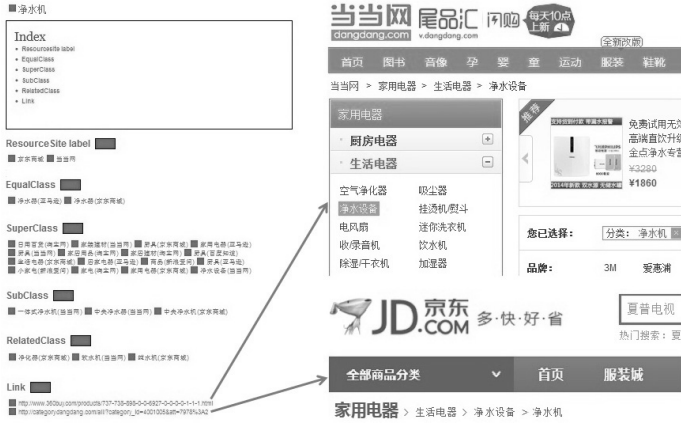 净水机
Index
Resourcesite label
EqualClass
SuperClass
SubClass
RelatedClass
Link
ResourceSite label
京东商城 当当网
EqualClass
净水器(亚马逊) 净水器(京东商城)
SuperClass
SubClass
一体式净水机(当当网) 中央净水器(当当网) 中央净水机(京东商城)
RelatedClass
净化器(京东商城) 软水机(当当网) 纯水机(京东商城)
Link
当当网 尾品汇 闪购 每天10点上新
dangdang.com v.dangdang.com
全新改版
首页 图书 音像 孕 婴 童 运动 服装 鞋靴
当当网 > 家用电器 > 生活电器 > 净水设备
家用电器
厨房电器
生活电器
空气净化器 吸尘器
净水设备 挂烫机/熨斗
电风扇 迷你洗衣机
收/录音机 饮水机
除湿/干衣机 加湿器
推荐
免费试用无效
高端直饮升级
金点净水专营
¥3280
¥1860
您已选择: 分类: 净水机
品牌: 3M 爱惠浦
JD.COM 京东 多·快·好·省
夏普电视
热门搜索: 夏
全部商品分类 首页 服装城
家用电器 > 生活电器 > 净水设备 > 净水机